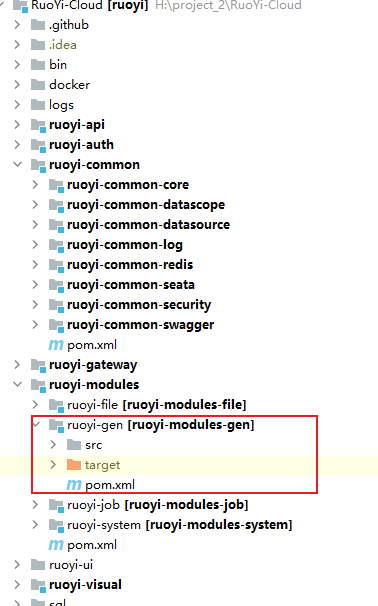 RuoYi-Cloud [ruoyi] H:\project_2\RuoYi-Cloud
.github
.idea
bin
docker
logs
ruoyi-api
ruoyi-auth
ruoyi-common
ruoyi-common-core
ruoyi-common-datascope
ruoyi-common-datasource
ruoyi-common-log
ruoyi-common-redis
ruoyi-common-seata
ruoyi-common-security
ruoyi-common-swagger
pom.xml
ruoyi-gateway
ruoyi-modules
ruoyi-file [ruoyi-modules-file]
ruoyi-gen [ruoyi-modules-gen]
src
target
pom.xml
ruoyi-job [ruoyi-modules-job]
ruoyi-system [ruoyi-modules-system]
pom.xml
ruoyi-ui
ruoyi-visual
sql